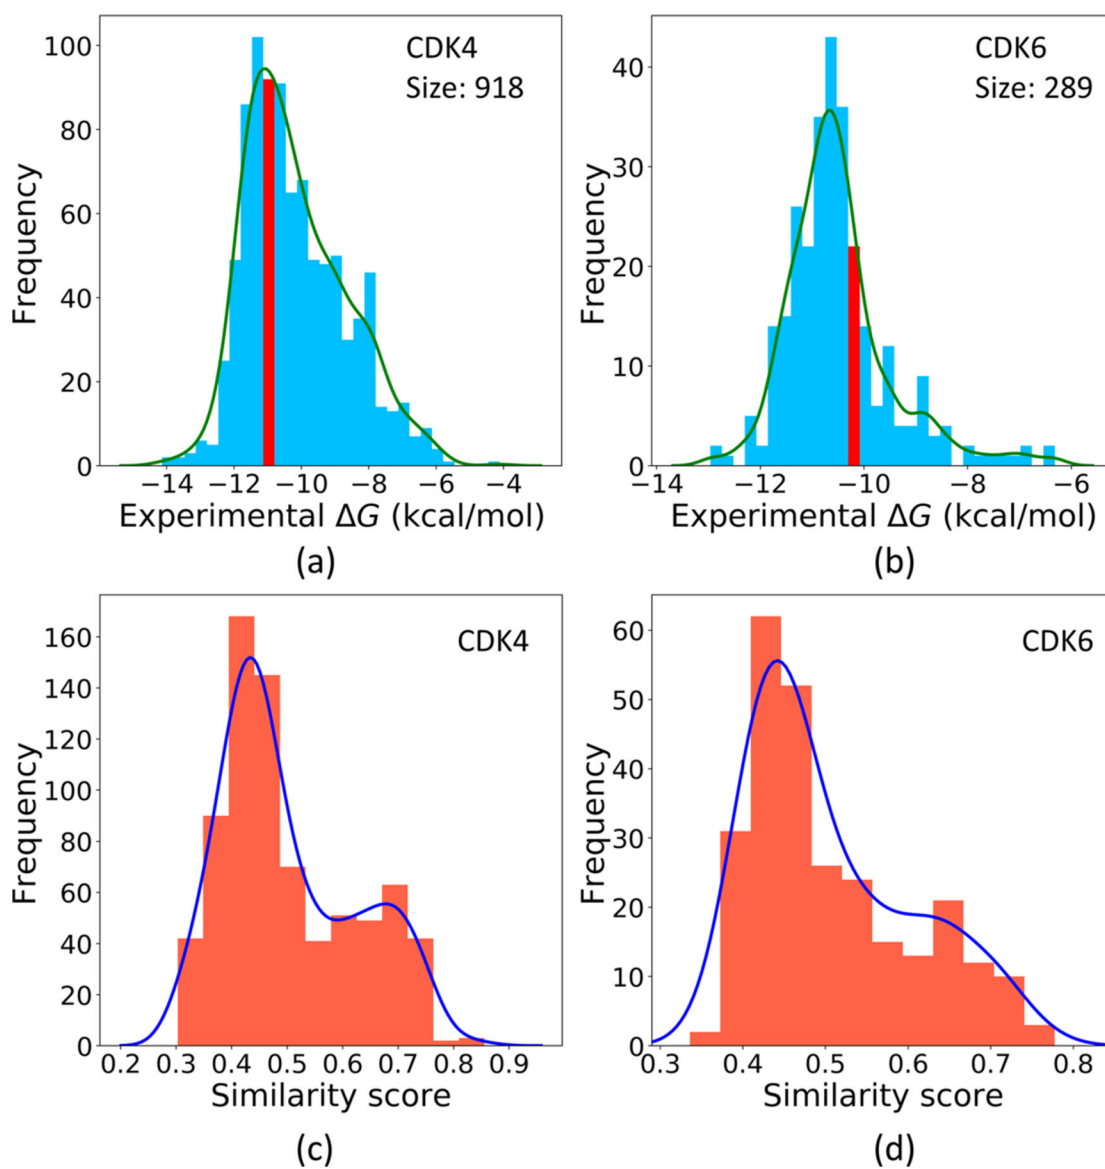 CDK4
Size: 918
100
80
60
40
20
0
Frequency
−14 −12 −10 −8 −6 −4
Experimental ΔG (kcal/mol)
(a)
CDK6
Size: 289
40
30
20
10
0
Frequency
−14 −12 −10 −8 −6
Experimental ΔG (kcal/mol)
(b)
CDK4
160
140
120
100
80
60
40
20
0
Frequency
0.2 0.3 0.4 0.5 0.6 0.7 0.8 0.9
Similarity score
(c)
CDK6
60
50
40
30
20
10
0
Frequency
0.3 0.4 0.5 0.6 0.7 0.8
Similarity score
(d)